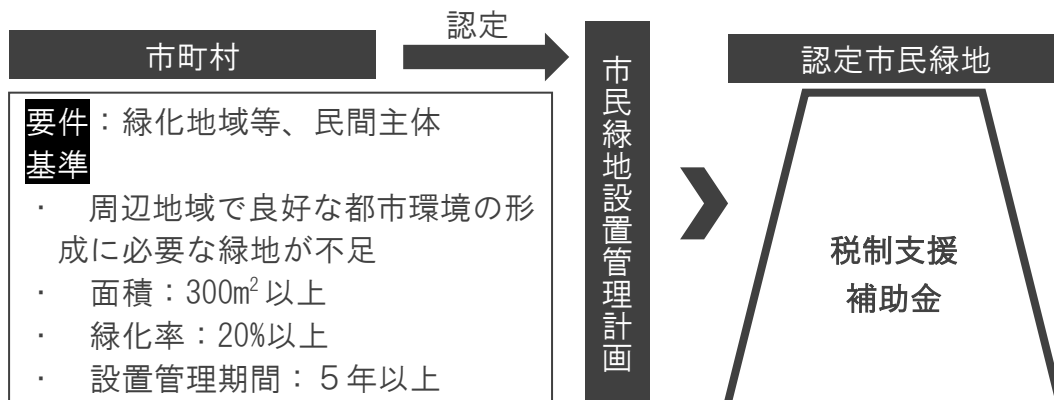 認定
市町村
要件：緑化地域等、民間主体
基準
・ 周辺地域で良好な都市環境の形
成に必要な緑地が不足
・ 面積：300m²以上
・ 緑化率：20%以上
・ 設置管理期間：５年以上
市民緑地設置管理計画
認定市民緑地
税制支援
補助金